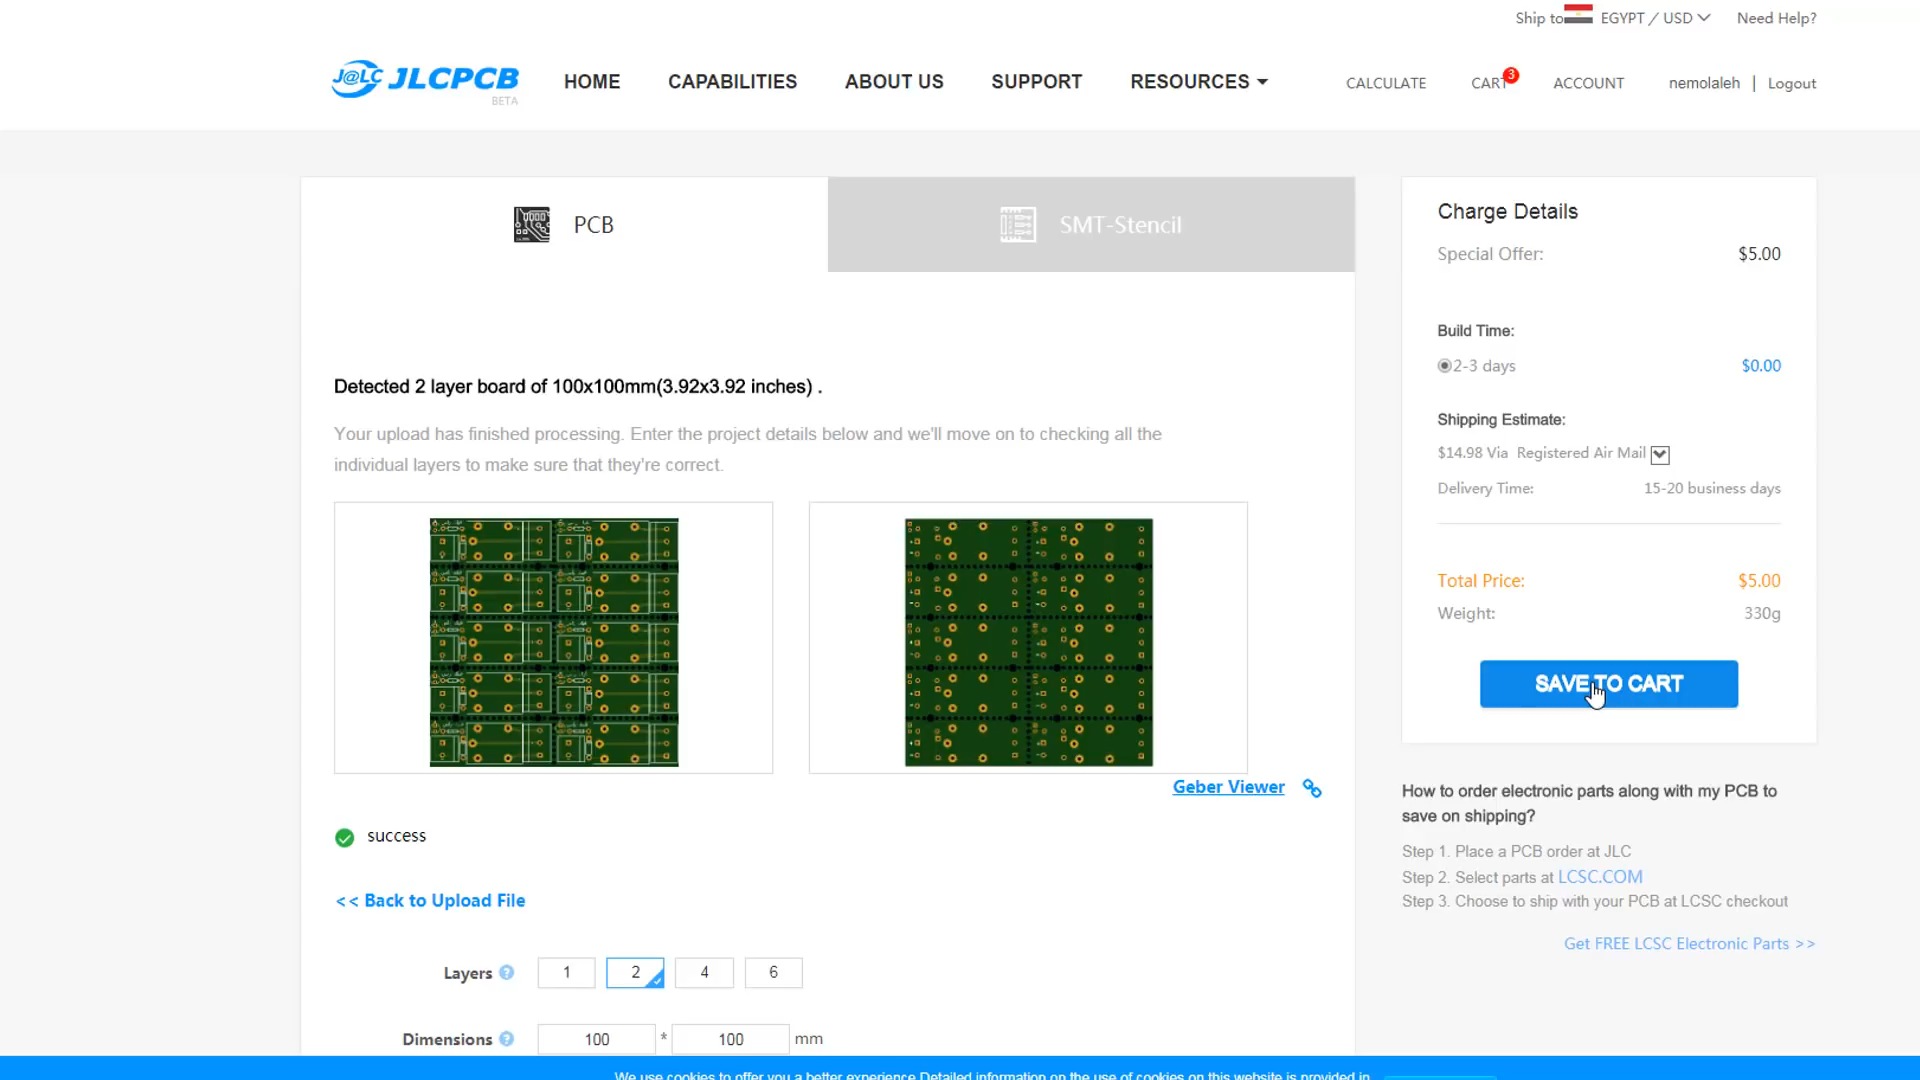 Ship to EGYPT / USD Need Help?
J@LC JLCPCB
BETA
HOME CAPABILITIES ABOUT US SUPPORT RESOURCES
CALCULATE CART 3 ACCOUNT nemolaleh | Logout
PCB
SMT-Stencil
Detected 2 layer board of 100x100mm(3.92x3.92 inches) .
Your upload has finished processing. Enter the project details below and we'll move on to checking all the
individual layers to make sure that they're correct.
Geber Viewer
success
<< Back to Upload File
Layers ? 1 2 4 6
Dimensions ? 100 * 100 mm
Charge Details
Special Offer: $5.00
Build Time:
2-3 days $0.00
Shipping Estimate:
$14.98 Via Registered Air Mail
Delivery Time: 15-20 business days
Total Price: $5.00
Weight: 330g
SAVE TO CART
How to order electronic parts along with my PCB to
save on shipping?
Step 1. Place a PCB order at JLC
Step 2. Select parts at LCSC.COM
Step 3. Choose to ship with your PCB at LCSC checkout
Get FREE LCSC Electronic Parts >>
We use cookies to offer you a better experience Detailed information on the use of cookies on this website is provided in